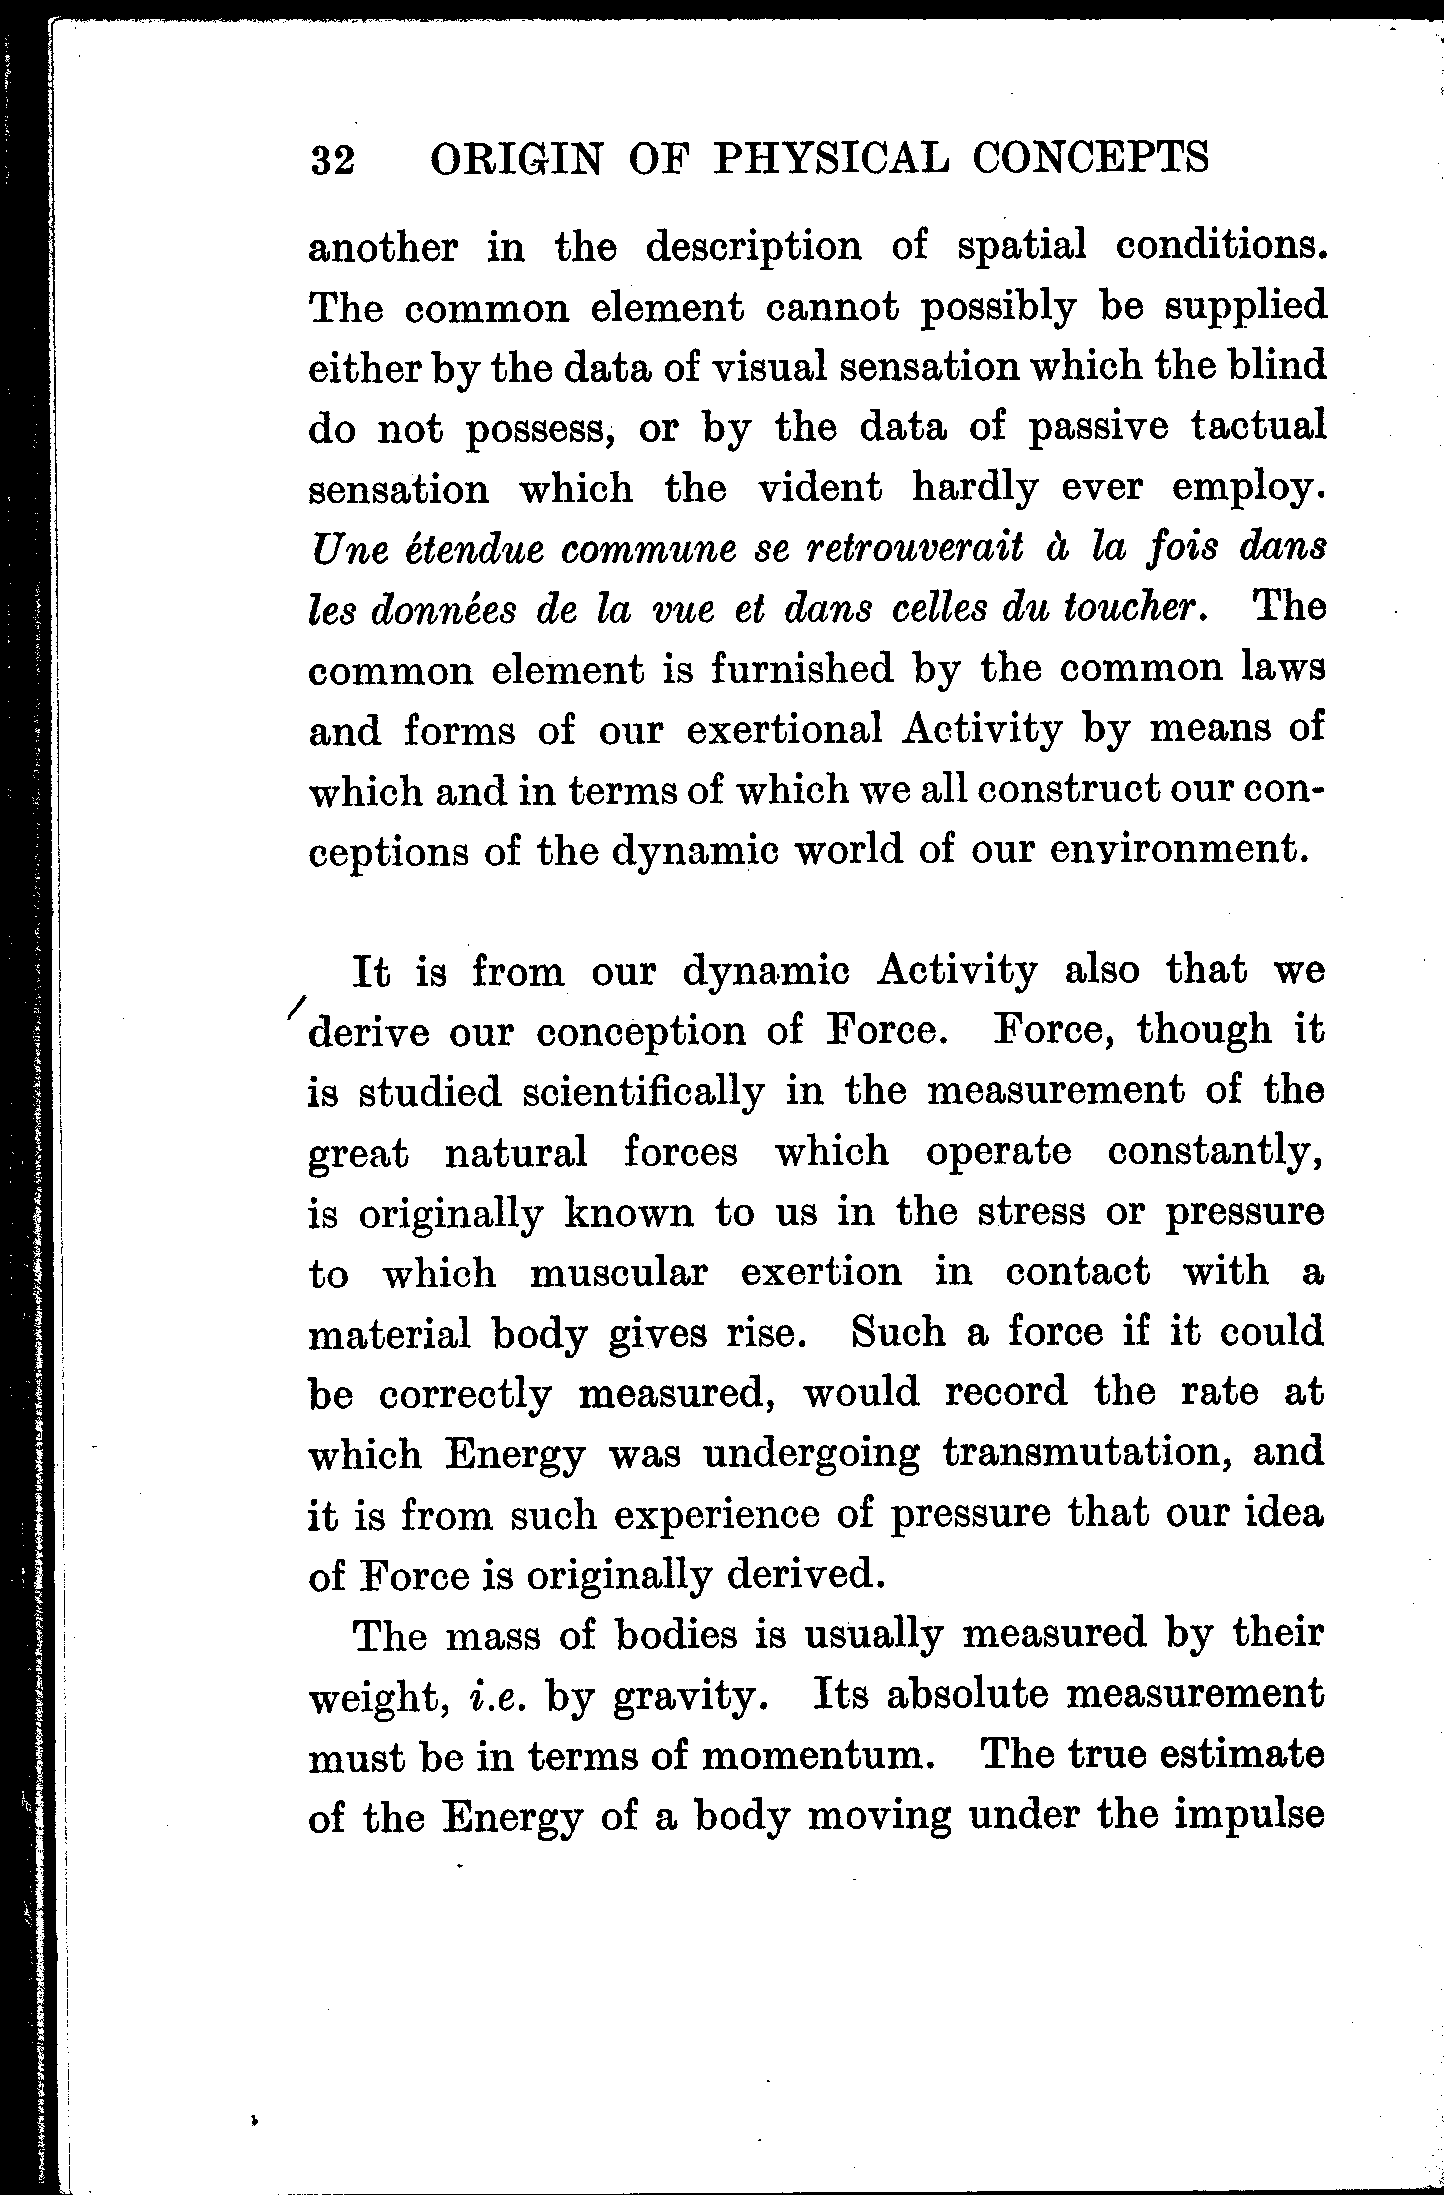 32 ORIGIN OF PHYSICAL CONCEPTS
another in the description of spatial conditions.
The common element cannot possibly be supplied
either by the data of visual sensation which the blind
do not possess, or by the data of passive tactual
sensation which the vident hardly ever employ.
Une étendue commune se retrouverait à la fois dans
les données de la vue et dans celles du toucher. The
common element is furnished by the common laws
and forms of our exertional Activity by means of
which and in terms of which we all construct our con-
ceptions of the dynamic world of our environment.
It is from our dynamic Activity also that we
derive our conception of Force. Force, though it
is studied scientifically in the measurement of the
great natural forces which operate constantly,
is originally known to us in the stress or pressure
to which muscular exertion in contact with a
material body gives rise. Such a force if it could
be correctly measured, would record the rate at
which Energy was undergoing transmutation, and
it is from such experience of pressure that our idea
of Force is originally derived.
The mass of bodies is usually measured by their
weight, i.e. by gravity. Its absolute measurement
must be in terms of momentum. The true estimate
of the Energy of a body moving under the impulse